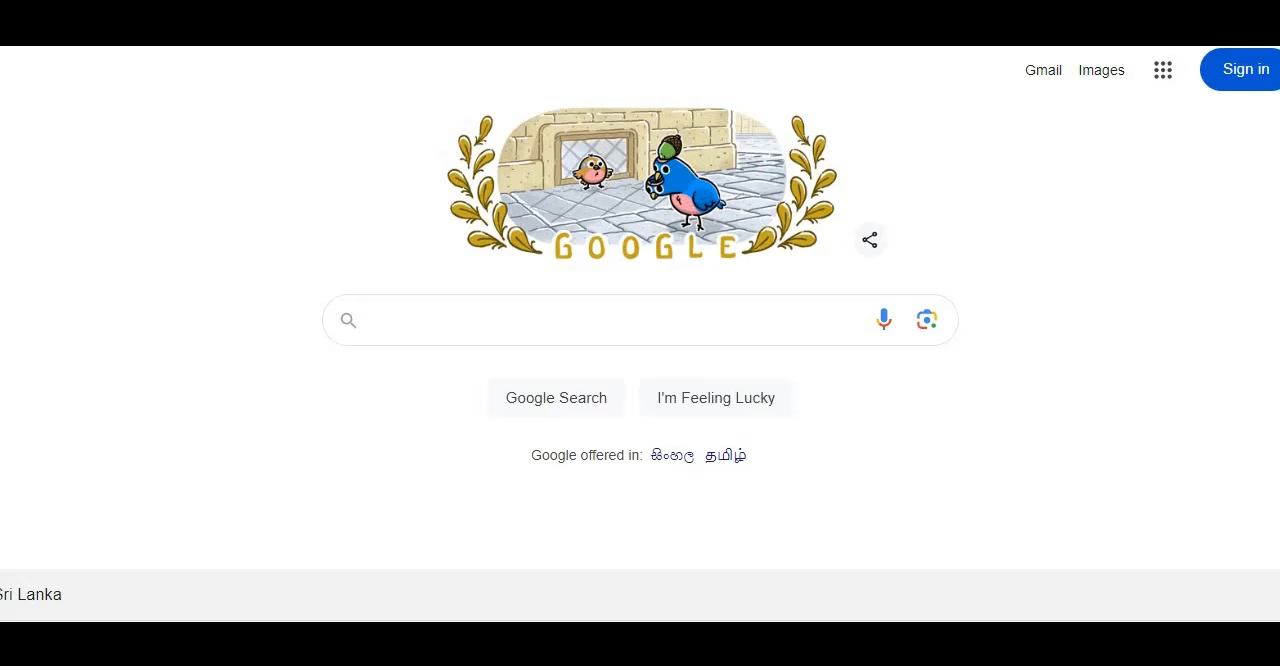 Gmail Images Sign in
GOOGLE
Google Search I'm Feeling Lucky
Google offered in: සිංහල தமிழ்
Sri Lanka